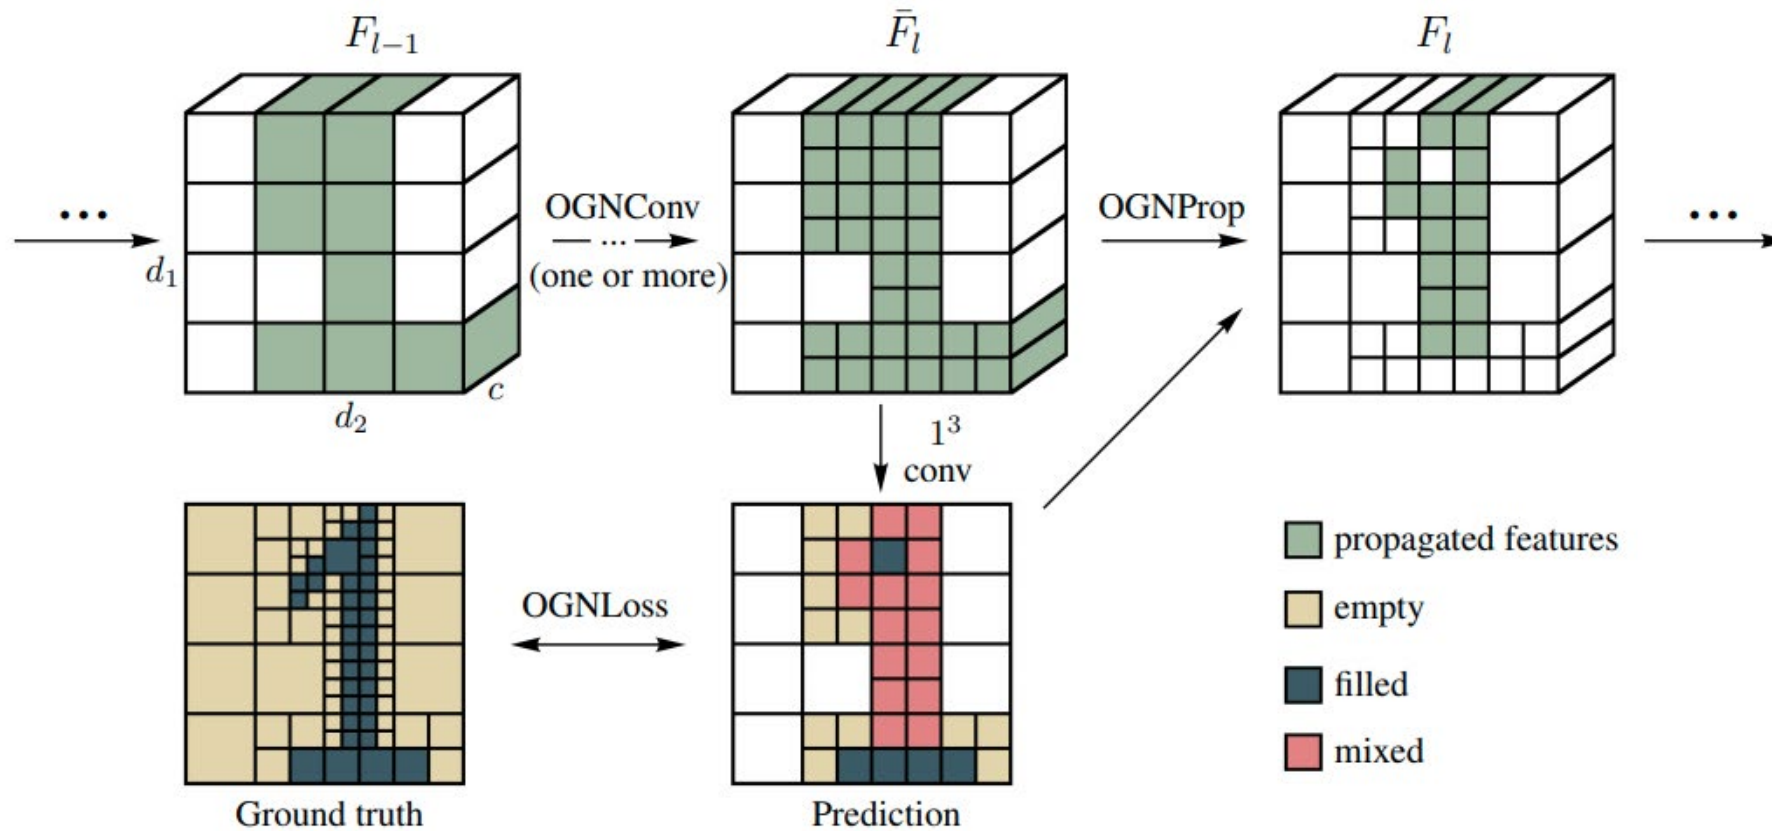 F_{l-1}
F̄_l
F_l
...
OGNConv
...
(one or more)
OGNProp
...
d_1
d_2
c
1^3
conv
OGNLoss
propagated features
empty
filled
mixed
Ground truth
Prediction